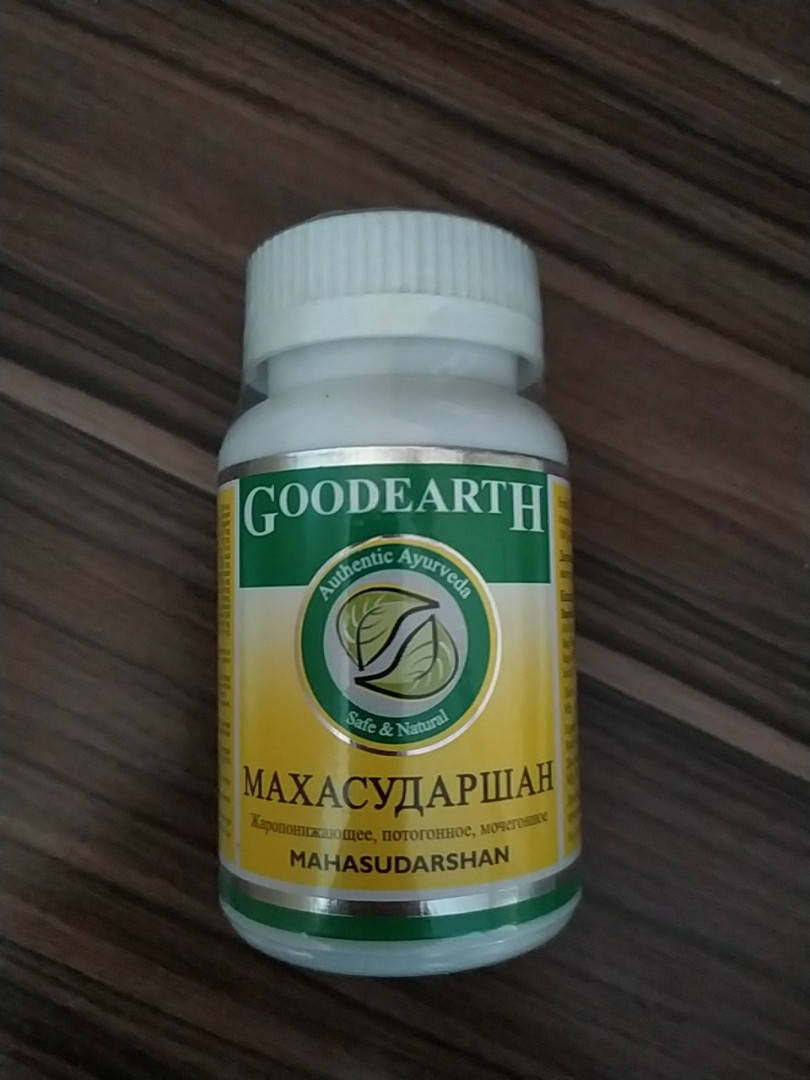 GOODEARTH
Authentic Ayurveda
Safe & Natural
МАХАСУДАРШАН
Жаропонижающее, потогонное, мочегонное
MAHASUDARSHAN